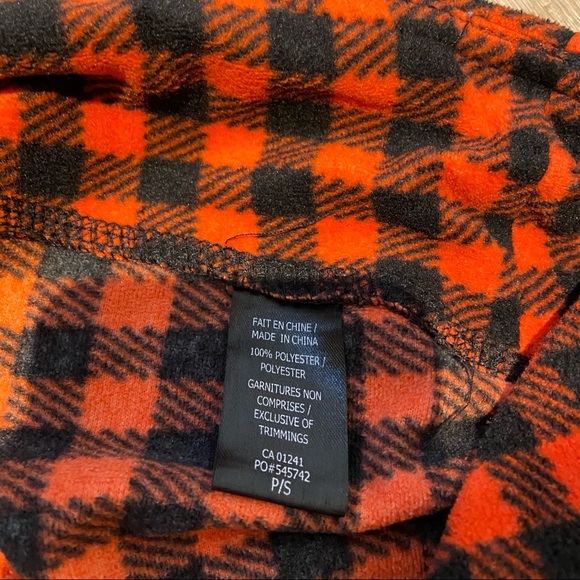 FAIT EN CHINE /
MADE IN CHINA
100% POLYESTER /
POLYESTER
GARNITURES NON
COMPRISES /
EXCLUSIVE OF
TRIMMINGS
CA 01241
PO#545742
P/S